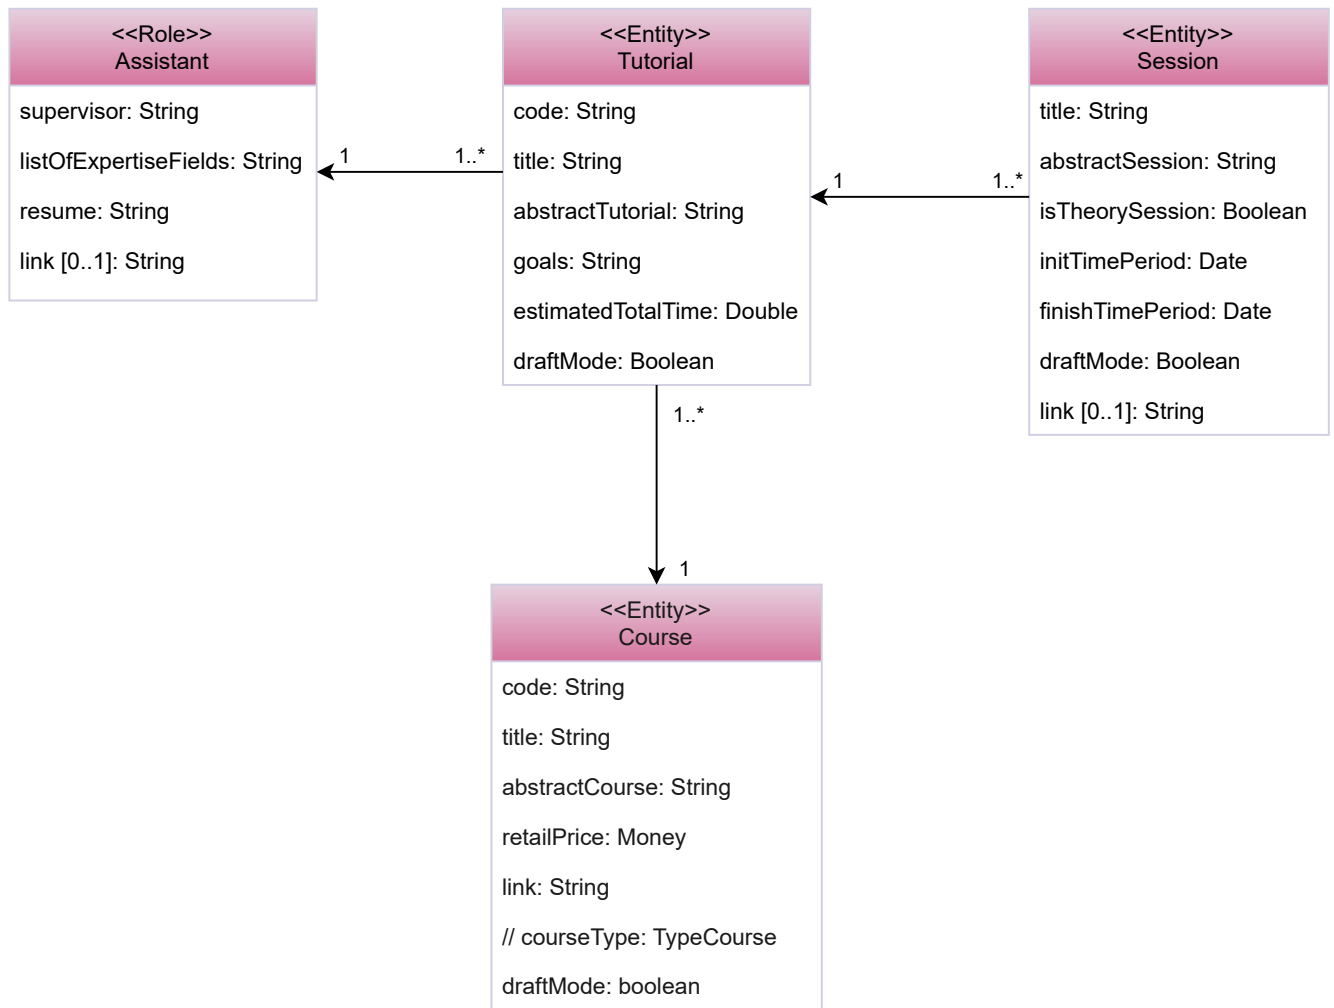 <<Role>>
Assistant
supervisor: String
listOfExpertiseFields: String
resume: String
link [0..1]: String
1
1..*
<<Entity>>
Tutorial
code: String
title: String
abstractTutorial: String
goals: String
estimatedTotalTime: Double
draftMode: Boolean
1
1..*
<<Entity>>
Session
title: String
abstractSession: String
isTheorySession: Boolean
initTimePeriod: Date
finishTimePeriod: Date
draftMode: Boolean
link [0..1]: String
1..*
1
<<Entity>>
Course
code: String
title: String
abstractCourse: String
retailPrice: Money
link: String
// courseType: TypeCourse
draftMode: boolean